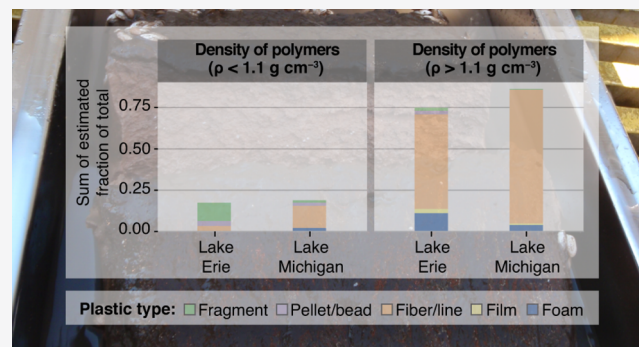 Density of polymers
(ρ < 1.1 g cm⁻³)
Density of polymers
(ρ > 1.1 g cm⁻³)
Sum of estimated
fraction of total
0.75
0.50
0.25
0.00
Lake
Erie
Lake
Michigan
Lake
Erie
Lake
Michigan
Plastic type: Fragment Pellet/bead Fiber/line Film Foam